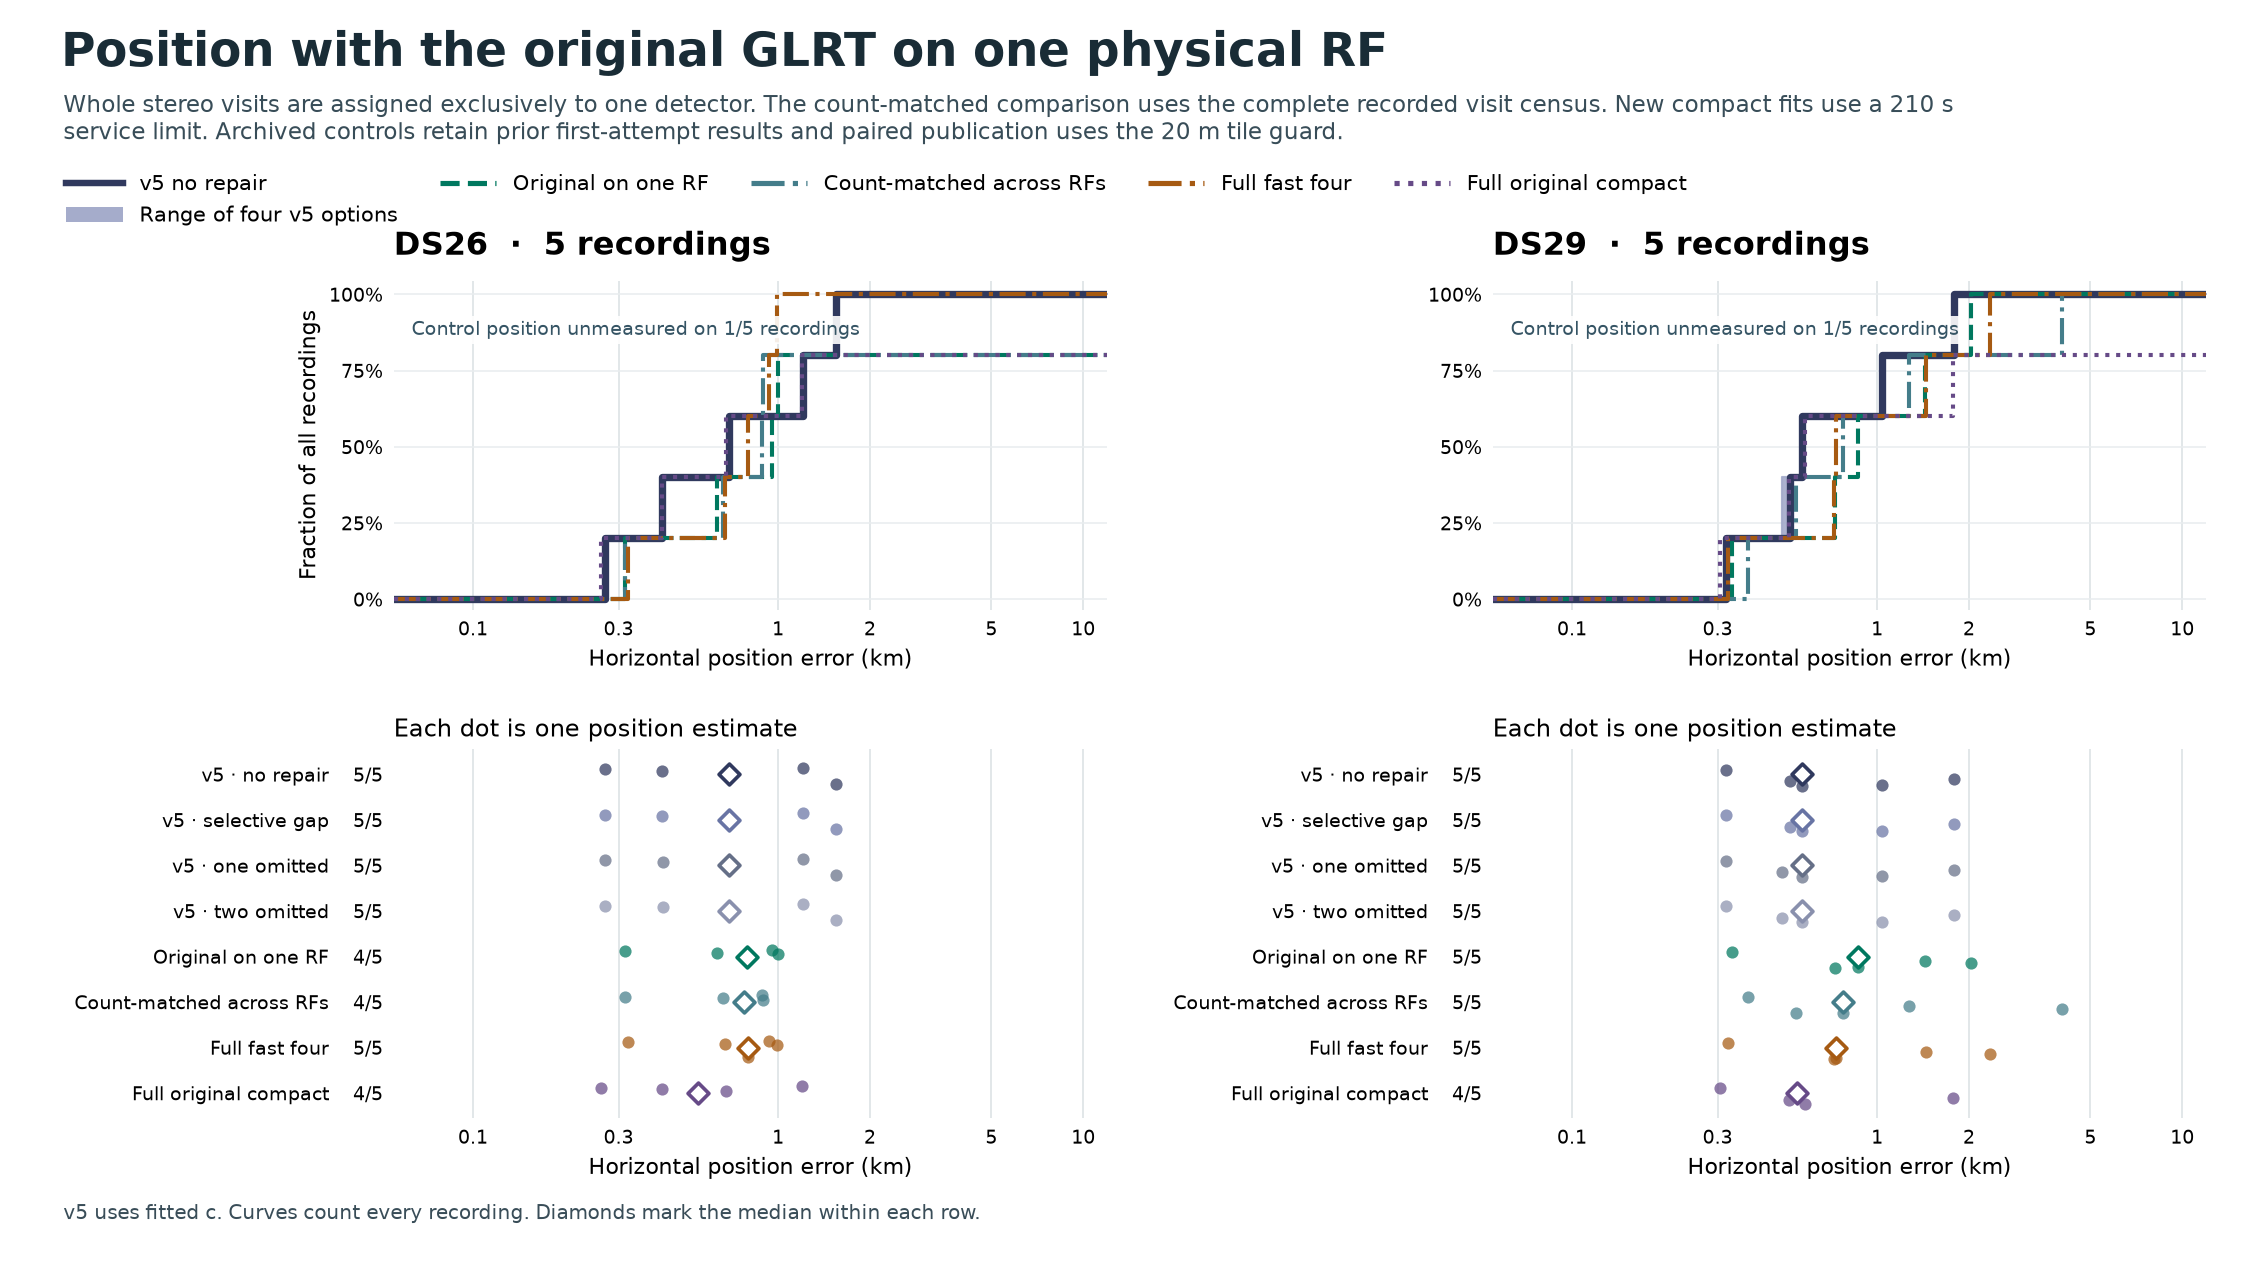 Position with the original GLRT on one physical RF
Whole stereo visits are assigned exclusively to one detector. The count-matched comparison uses the complete recorded visit census. New compact fits use a 210 s
service limit. Archived controls retain prior first-attempt results and paired publication uses the 20 m tile guard.
v5 no repair
Original on one RF
Count-matched across RFs
Full fast four
Full original compact
Range of four v5 options
DS26 · 5 recordings
Fraction of all recordings
100%
75%
50%
25%
0%
Control position unmeasured on 1/5 recordings
0.1 0.3 1 2 5 10
Horizontal position error (km)
DS29 · 5 recordings
100%
75%
50%
25%
0%
Control position unmeasured on 1/5 recordings
0.1 0.3 1 2 5 10
Horizontal position error (km)
Each dot is one position estimate
v5 · no repair 5/5
v5 · selective gap 5/5
v5 · one omitted 5/5
v5 · two omitted 5/5
Original on one RF 4/5
Count-matched across RFs 4/5
Full fast four 5/5
Full original compact 4/5
0.1 0.3 1 2 5 10
Horizontal position error (km)
Each dot is one position estimate
v5 · no repair 5/5
v5 · selective gap 5/5
v5 · one omitted 5/5
v5 · two omitted 5/5
Original on one RF 5/5
Count-matched across RFs 5/5
Full fast four 5/5
Full original compact 4/5
0.1 0.3 1 2 5 10
Horizontal position error (km)
v5 uses fitted c. Curves count every recording. Diamonds mark the median within each row.